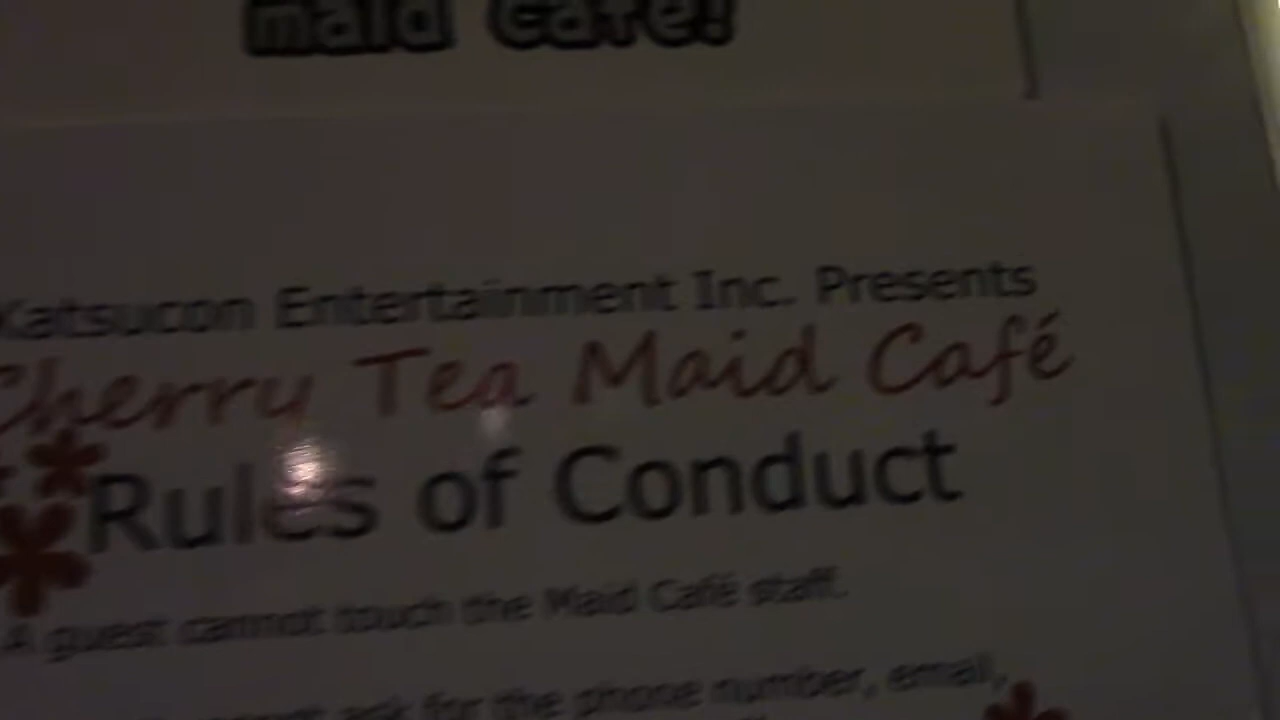 maid Cafe!
Katsucon Entertainment Inc. Presents
Cherry Tea Maid Café
Rules of Conduct
A guest cannot touch the Maid Café staff.
ask for the phone number, email,